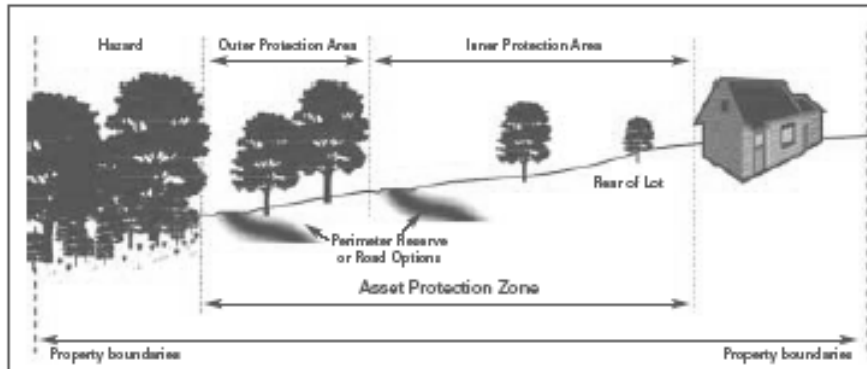 Hazard
Outer Protection Area
Inner Protection Area
Rear of Lot
Perimeter Reserve
or Road Options
Asset Protection Zone
Property boundaries
Property boundaries